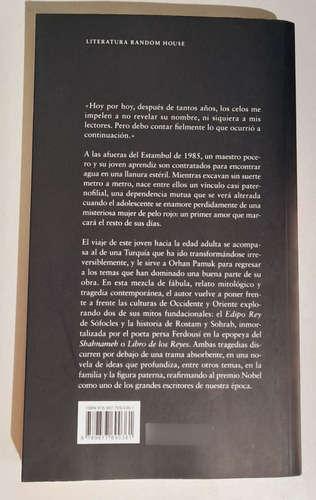 LITERATURA RANDOM HOUSE
«Hoy por hoy, después de tantos años, los celos me
impelen a no revelar su nombre, ni siquiera a mis
lectores. Pero debo contar fielmente lo que ocurrió a
continuación.»
A las afueras del Estambul de 1985, un maestro poce-
ro y su joven aprendiz son contratados para encontrar
agua en una llanura estéril. Mientras excavan sin suerte
metro a metro, nace entre ellos un vínculo casi pater-
nofilial, una dependencia mutua que se verá alterada
cuando el adolescente se enamore perdidamente de una
misteriosa mujer de pelo rojo: un primer amor que mar-
cará el resto de sus días.
El viaje de este joven hacia la edad adulta se acompa-
sa al de una Turquía que ha ido transformándose irre-
versiblemente, y le sirve a Orhan Pamuk para regresar
a los temas que han dominado una buena parte de su
obra. En esta mezcla de fábula, relato mitológico y
tragedia contemporánea, el autor vuelve a poner frente
a frente las culturas de Occidente y Oriente explo-
rando dos de sus mitos fundacionales: el Edipo Rey
de Sófocles y la historia de Rostam y Sohrab, inmor-
talizada por el poeta persa Ferdousí en la epopeya del
Shahnameh o Libro de los Reyes. Ambas tragedias dis-
curren por debajo de una trama absorbente, en una no-
vela de ideas que profundiza, entre otros temas, en la
familia y la figura paterna, reafirmando al premio Nobel
como uno de los grandes escritores de nuestra época.
ISBN 978-987-769-038-1
9789877690381